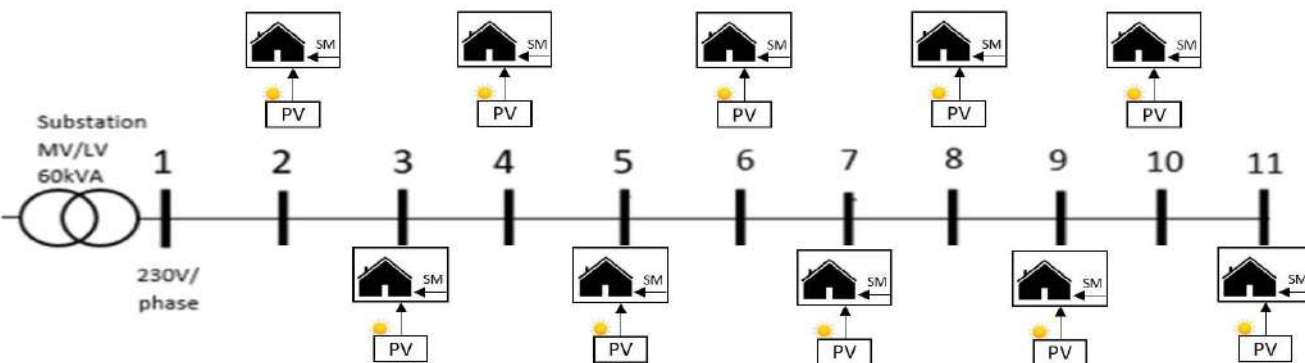 SM
SM
SM
SM
SM
PV
PV
PV
PV
PV
Substation
MV/LV
60kVA
1
2
3
4
5
6
7
8
9
10
11
230V/
phase
SM
SM
SM
SM
SM
PV
PV
PV
PV
PV